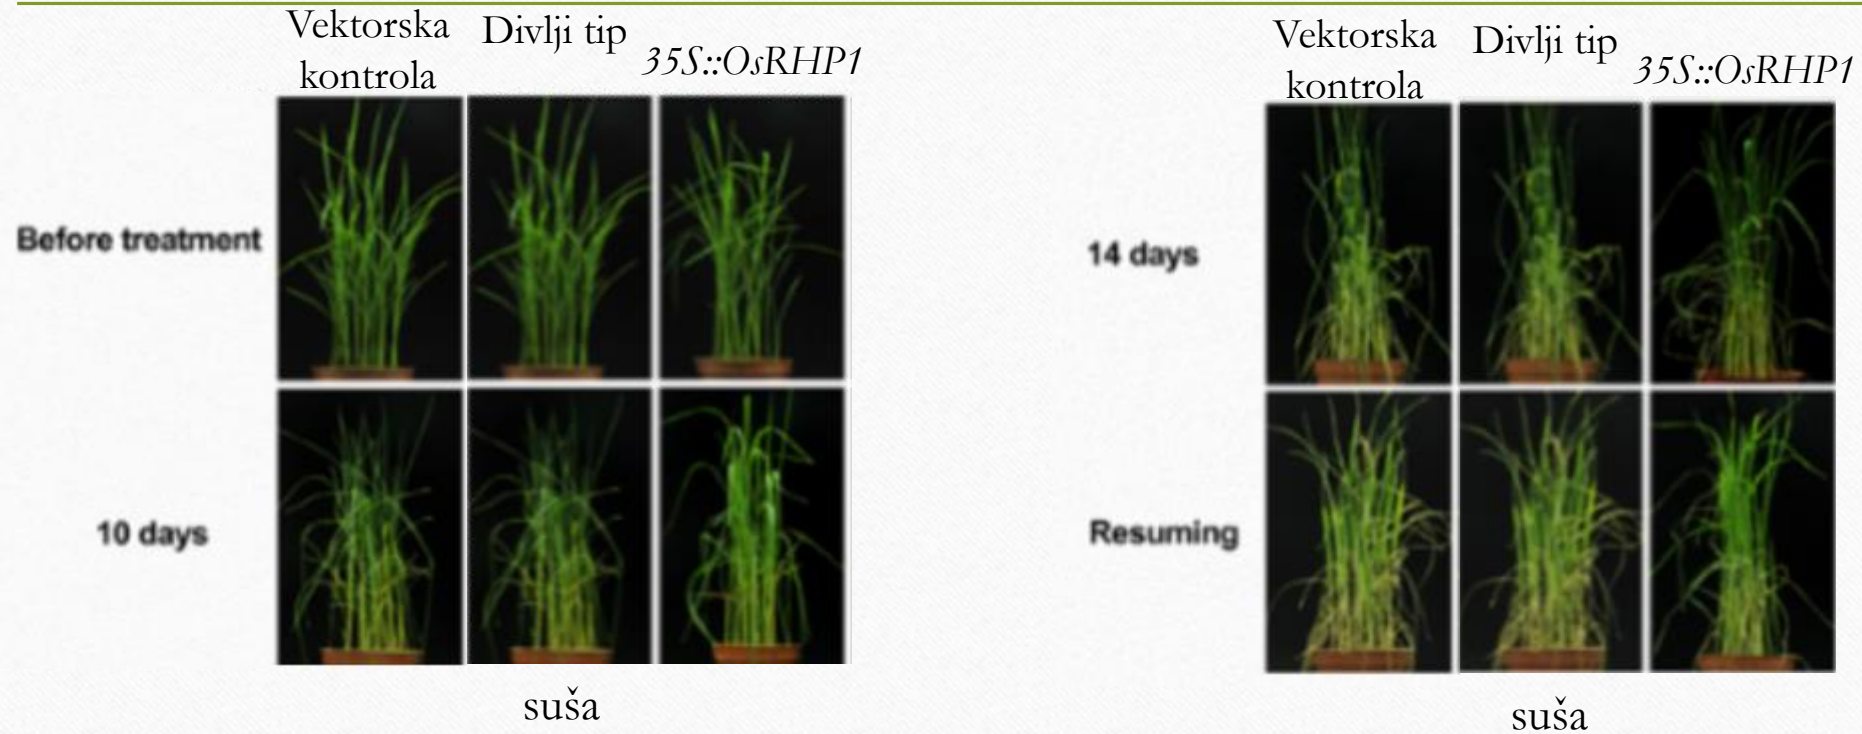 Vektorska
kontrola
Divlji tip
35S::OsRHP1
Before treatment
10 days
suša
Vektorska
kontrola
Divlji tip
35S::OsRHP1
14 days
Resuming
suša